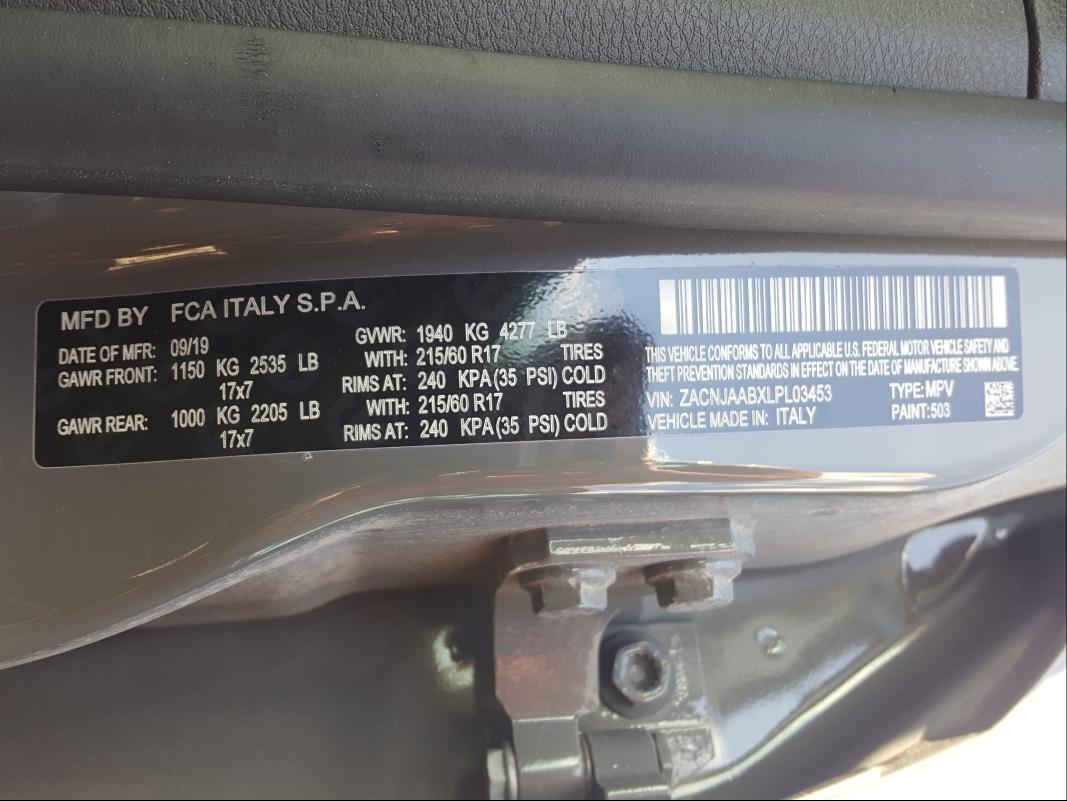 MFD BY FCA ITALY S.P.A.
DATE OF MFR: 09/19 GVWR: 1940 KG 4277 LB
GAWR FRONT: 1150 KG 2535 LB WITH: 215/60 R17 TIRES
17x7 RIMS AT: 240 KPA (35 PSI) COLD
GAWR REAR: 1000 KG 2205 LB WITH: 215/60 R17 TIRES
17x7 RIMS AT: 240 KPA (35 PSI) COLD
THIS VEHICLE CONFORMS TO ALL APPLICABLE U.S. FEDERAL MOTOR VEHICLE SAFETY AND
THEFT PREVENTION STANDARDS IN EFFECT ON THE DATE OF MANUFACTURE SHOWN ABOVE.
VIN: ZACNJAABXLPL03453 TYPE: MPV
VEHICLE MADE IN: ITALY PAINT: 503